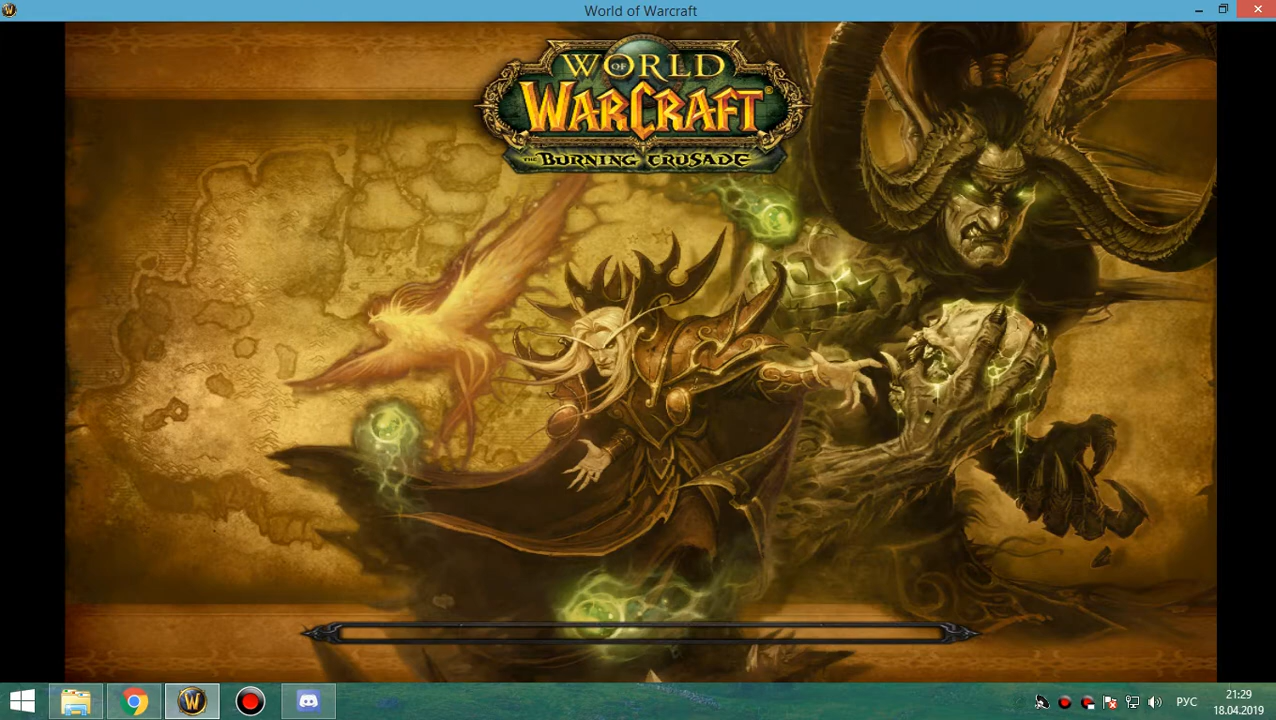 World of Warcraft
WORLD
OF
WARCRAFT®
THE BURNING CRUSADE
W
РУС
21:29
18.04.2019